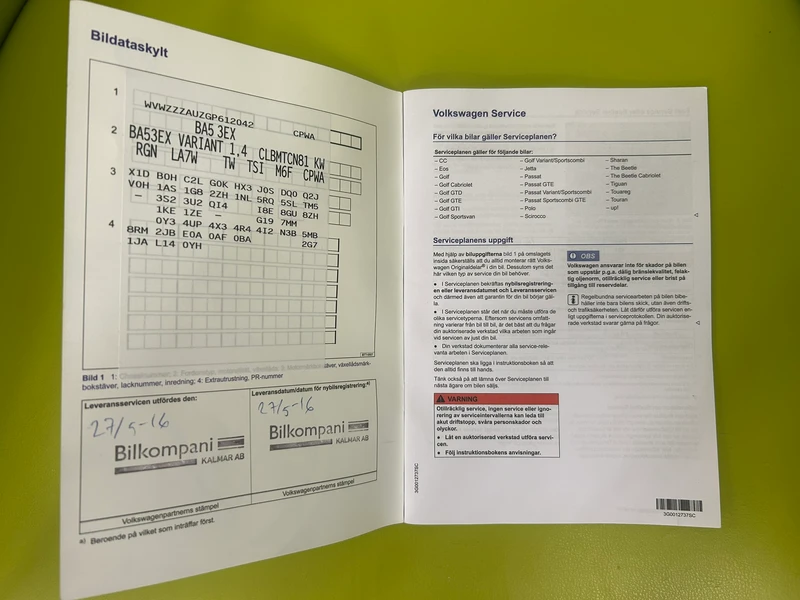 Bildataskylt
1
WVWZZZAUZGP612042
BA5 3EX CPWA
2
BA53EX VARIANT 1,4 CLBMTCN81 KW
RGN LA7W TW TSI M6F CPWA
3
X1D B0H C2L G0K HX3 J0S DQ0 Q2J
V0H 1AS 1GB 2ZH 1NL 5RQ 5SL TM5
- 3S2 3U2 QI4 I8E 8GU 8ZH
1KE 1ZE - G19 7MM
4
0Y3 4UP 4X3 4R4 4I2 N3B 5MB
8RM 2JB E0A 0AF 0BA 2G7
1JA L14 0YH
Bild 1 1:
bokstäver, lacknummer, inredning; 4: Extrautrustning, PR-nummer
Leveransservicen utfördes den:
27/5-16
Bilkompani
KALMAR AB
Volkswagenpartnerns stämpel
Leveransdatum/datum för nybilsregistrering:a)
27/5-16
Bilkompani
KALMAR AB
Volkswagenpartnerns stämpel
a) Beroende på vilket som inträffar först.
Volkswagen Service
För vilka bilar gäller Serviceplanen?
Serviceplanen gäller för följande bilar:
– CC
– Eos
– Golf
– Golf Cabriolet
– Golf GTD
– Golf GTE
– Golf GTI
– Golf Sportsvan
– Golf Variant/Sportscombi
– Jetta
– Passat
– Passat GTE
– Passat Variant/Sportscombi
– Passat Sportscombi GTE
– Polo
– Scirocco
– Sharan
– The Beetle
– The Beetle Cabriolet
– Tiguan
– Touareg
– Touran
– up!
Serviceplanens uppgift
Med hjälp av biluppgifterna bild 1 på omslagets
insida säkerställs att du alltid monterar rätt Volks-
wagen Originaldelar® i din bil. Dessutom syns det
här vilken typ av service din bil behöver.
● I Serviceplanen bekräftas nybilsregistrering-
en eller leveransdatumet och Leveransservicen
och därmed även att garantin för din bil börjar gäl-
la.
● I Serviceplanen står det när du måste utföra de
olika servicetyperna. Eftersom servicens omfatt-
ning varierar från bil till bil, är det bäst att du frågar
din auktoriserade verkstad vilka arbeten som ingår
vid servicen av just din bil.
● Din verkstad dokumenterar alla service-rele-
vanta arbeten i Serviceplanen.
Serviceplanen ska ligga i instruktionsboken så att
den alltid finns till hands.
Tänk också på att lämna över Serviceplanen till
nästa ägare om bilen säljs.
VARNING
Otillräcklig service, ingen service eller igno-
rering av serviceintervallerna kan leda till
akut driftstopp, svåra personskador och
olyckor.
● Låt en auktoriserad verkstad utföra servi-
cen.
● Följ instruktionsbokens anvisningar.
OBS
Volkswagen ansvarar inte för skador på bilen
som uppstår p.g.a. dålig bränslekvalitet, felak-
tig oljenorm, otillräcklig service eller brist på
tillgång till reservdelar.
Regelbundna servicearbeten på bilen bibe-
håller inte bara bilens skick, utan även drifts-
och trafiksäkerheten. Låt därför utföra servicen en-
ligt uppgifterna i serviceprotokollen. Din auktorise-
rade verkstad svarar gärna på frågor.
3G0012737SC
3G0012737SC